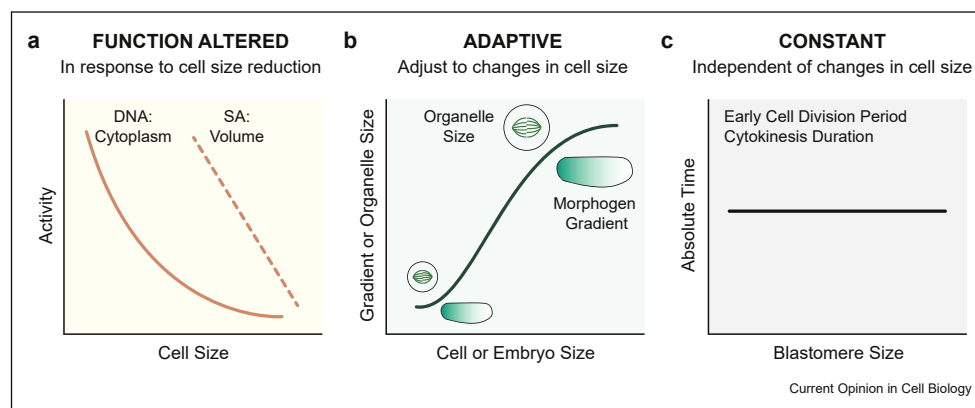 a FUNCTION ALTERED
In response to cell size reduction
DNA:
Cytoplasm
SA:
Volume
Activity
Cell Size
b ADAPTIVE
Adjust to changes in cell size
Organelle
Size
Morphogen
Gradient
Gradient or Organelle Size
Cell or Embryo Size
c CONSTANT
Independent of changes in cell size
Early Cell Division Period
Cytokinesis Duration
Absolute Time
Blastomere Size
Current Opinion in Cell Biology